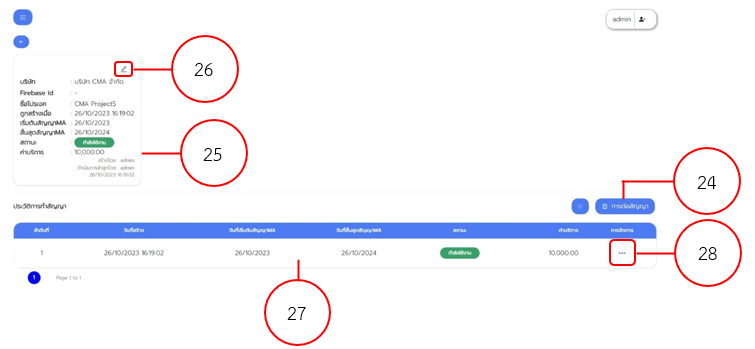 admin
26
บริษัท : บริษัท CMA จำกัด
Firebase Id : -
ชื่อโปรเจค : CMA Project5
ถูกสร้างเมื่อ : 26/10/2023 16:19:02
เริ่มต้นสัญญาMA : 26/10/2023
สิ้นสุดสัญญาMA : 26/10/2024
สถานะ : กำลังใช้งาน
ค่าบริการ : 10,000.00
25
สร้างโดย : admin
ดำเนินการล่าสุดโดย : admin
26/10/2023 16:19:02
24
ประวัติการทำสัญญา
การต่อสัญญา
ลำดับที่ วันที่สร้าง วันที่เริ่มต้นสัญญาMA วันที่สิ้นสุดสัญญาMA สถานะ ค่าบริการ การจัดการ
1 26/10/2023 16:19:02 26/10/2023 26/10/2024 กำลังใช้งาน 10,000.00
28
1 Page 1 to 1
27